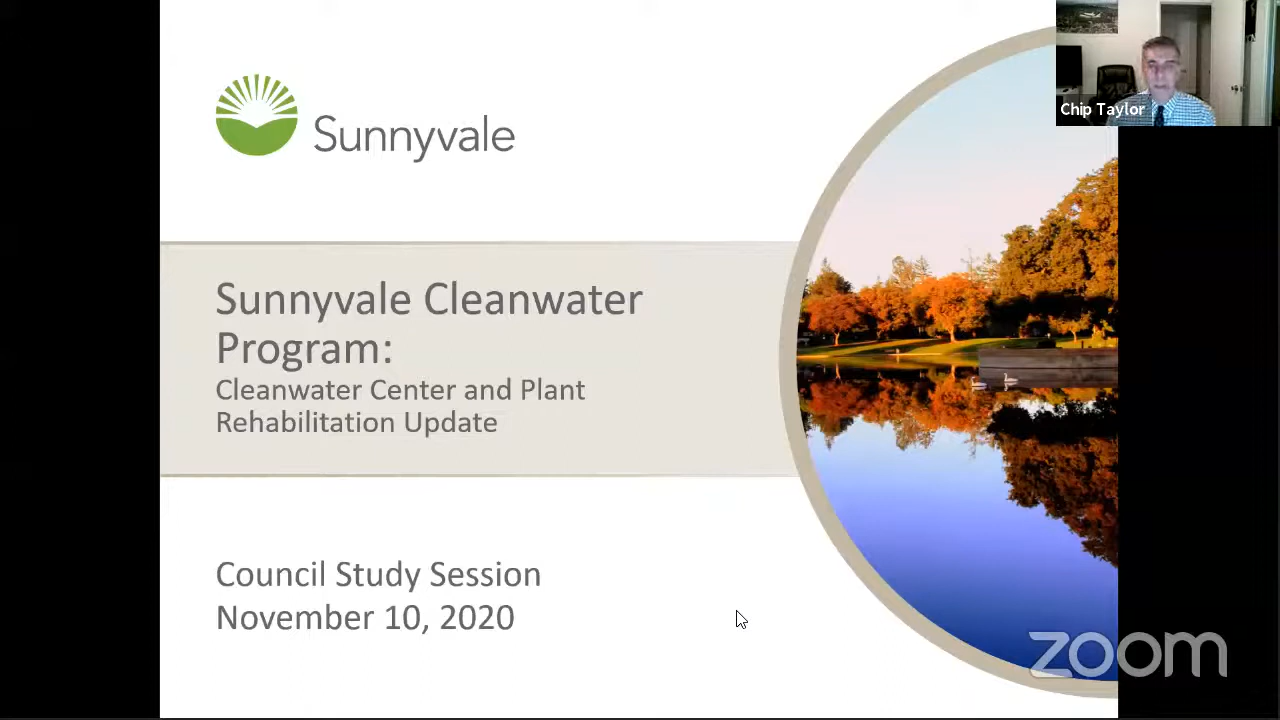 Sunnyvale
Chip Taylor
Sunnyvale Cleanwater
Program:
Cleanwater Center and Plant
Rehabilitation Update
Council Study Session
November 10, 2020
zoom